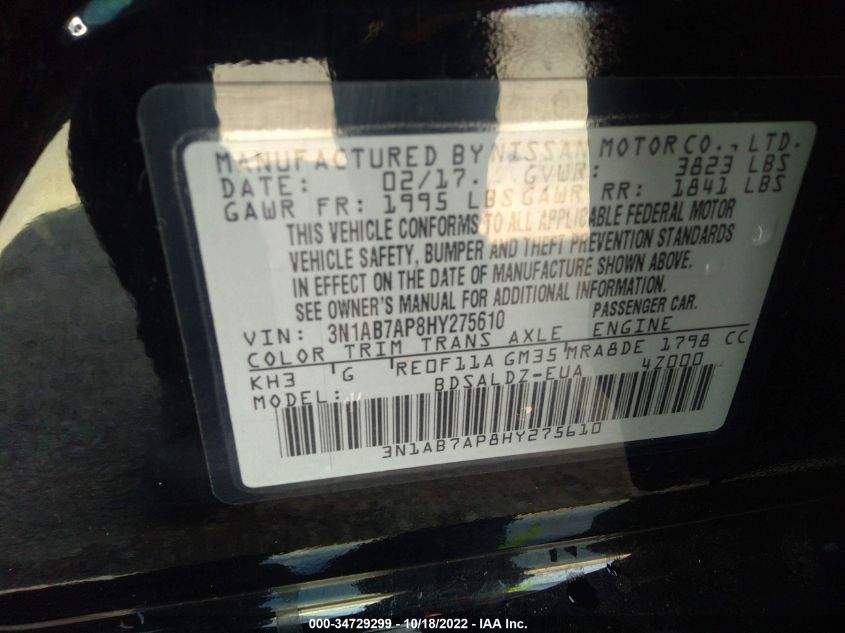 MANUFACTURED BY NISSAN MOTOR CO., LTD.
DATE: 02/17. GVWR: 3823 LBS
GAWR FR: 1995 LBS GAWR RR: 1841 LBS
THIS VEHICLE CONFORMS TO ALL APPLICABLE FEDERAL MOTOR
VEHICLE SAFETY, BUMPER AND THEFT PREVENTION STANDARDS
IN EFFECT ON THE DATE OF MANUFACTURE SHOWN ABOVE.
SEE OWNER'S MANUAL FOR ADDITIONAL INFORMATION.
VIN: 3N1AB7AP8HY275610 PASSENGER CAR.
COLOR TRIM TRANS AXLE ENGINE
KH3 G RE0F11A GM35 MRA8DE 1798 CC
MODEL: BDSALDZ-EUA 4Z000
3N1AB7AP8HY275610
000-34729299 - 10/18/2022 - IAA Inc.